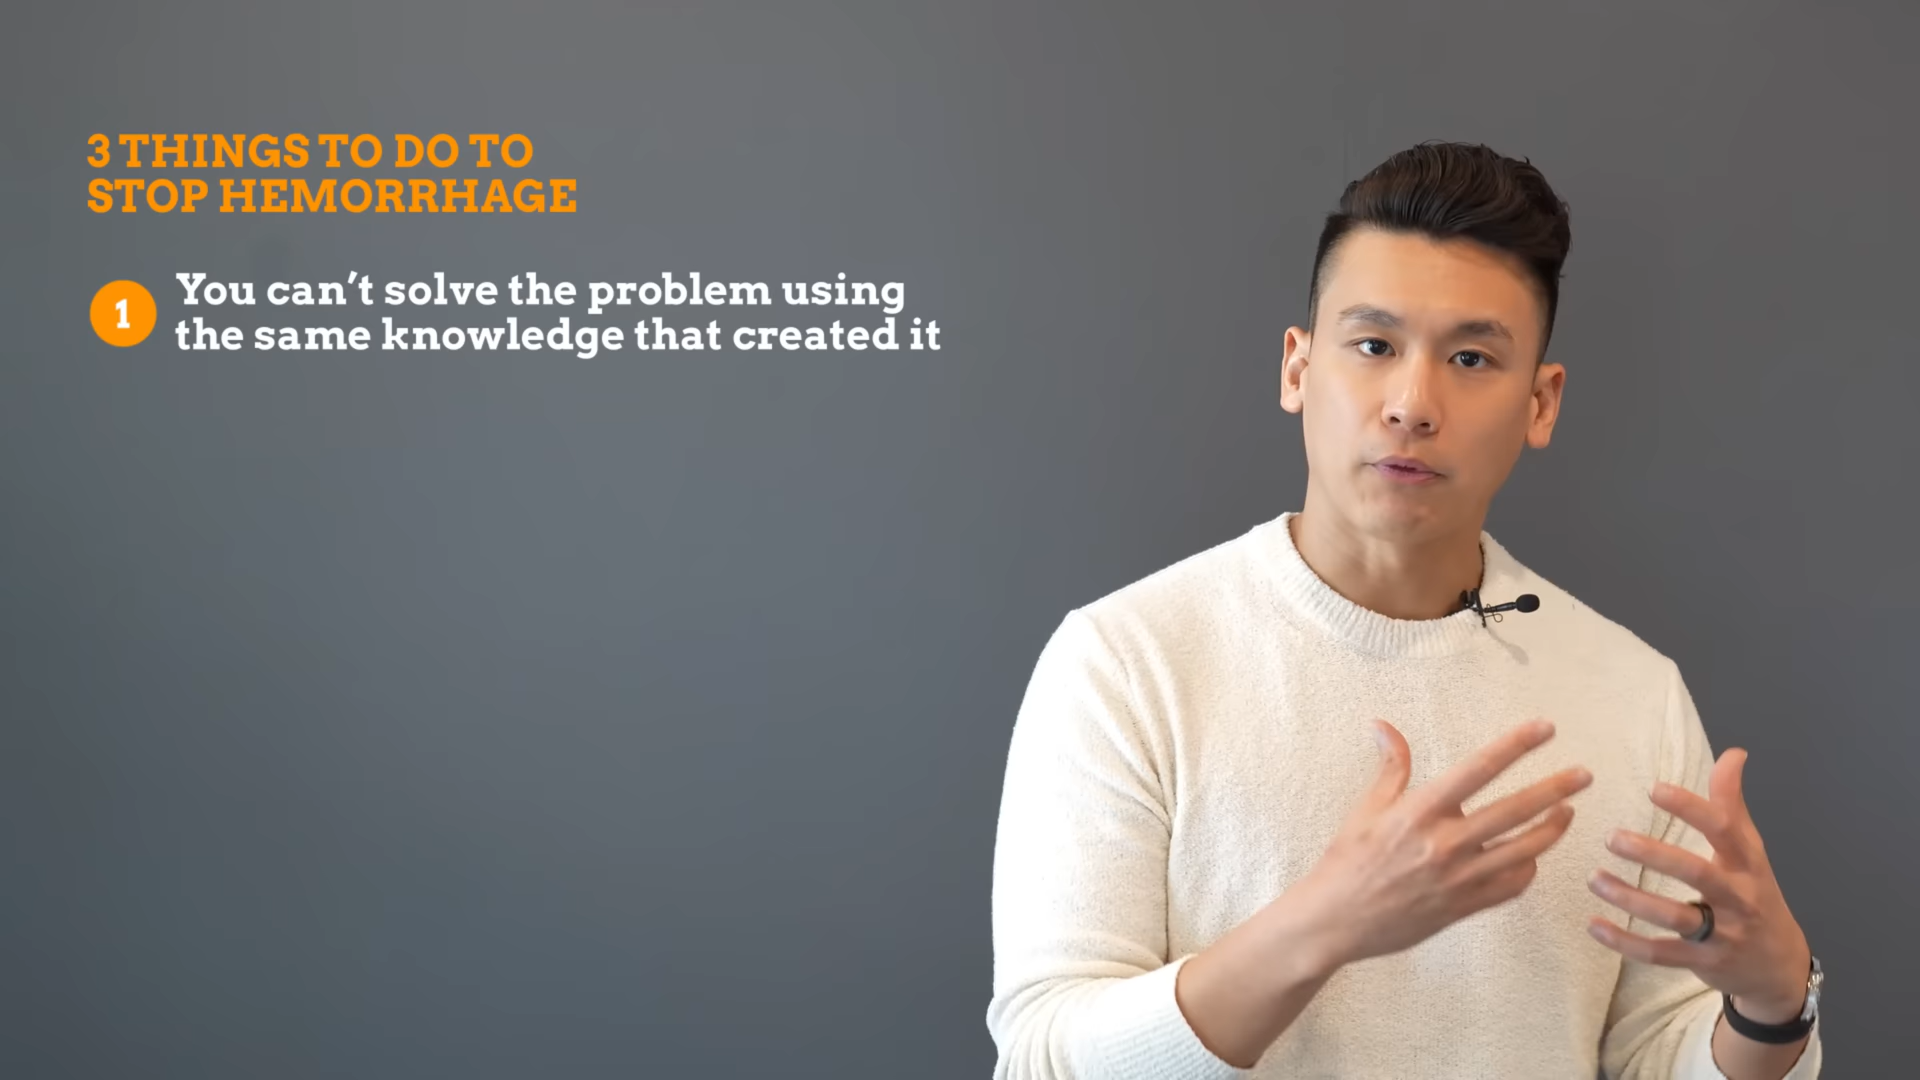 3 THINGS TO DO TO
STOP HEMORRHAGE
1
You can’t solve the problem using
the same knowledge that created it